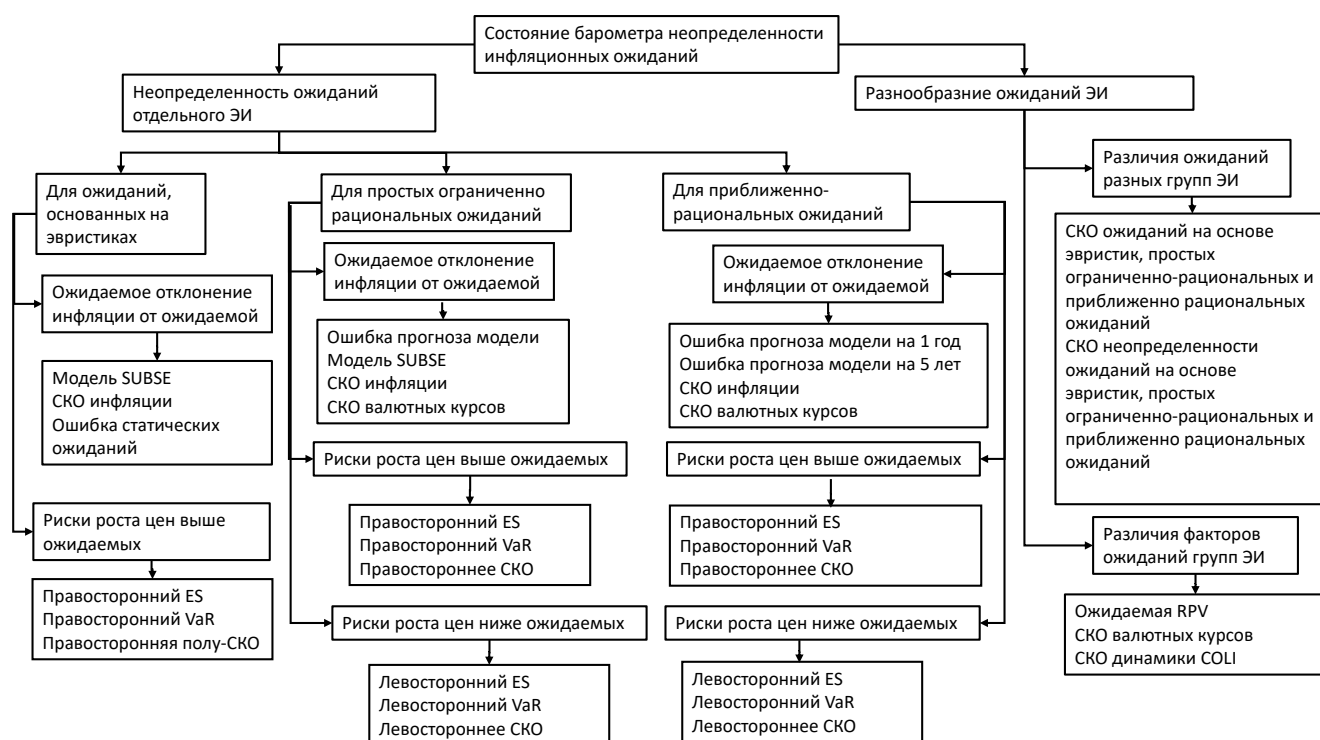 Состояние барометра неопределенности
инфляционных ожиданий
Неопределенность ожиданий
отдельного ЭИ
Разнообразние ожиданий ЭИ
Для ожиданий,
основанных на
эвристиках
Ожидаемое отклонение
инфляции от ожидаемой
Модель SUBSE
СКО инфляции
Ошибка статических
ожиданий
Риски роста цен выше
ожидаемых
Правосторонний ES
Правосторонний VaR
Правосторонняя полу-СКО
Для простых ограниченно
рациональных ожиданий
Ожидаемое отклонение
инфляции от ожидаемой
Ошибка прогноза модели
Модель SUBSE
СКО инфляции
СКО валютных курсов
Риски роста цен выше ожидаемых
Правосторонний ES
Правосторонний VaR
Правостороннее СКО
Риски роста цен ниже ожидаемых
Левосторонний ES
Левосторонний VaR
Левостороннее СКО
Для приближенно-
рациональных ожиданий
Ожидаемое отклонение
инфляции от ожидаемой
Ошибка прогноза модели на 1 год
Ошибка прогноза модели на 5 лет
СКО инфляции
СКО валютных курсов
Риски роста цен выше ожидаемых
Правосторонний ES
Правосторонний VaR
Правостороннее СКО
Риски роста цен ниже ожидаемых
Левосторонний ES
Левосторонний VaR
Левостороннее СКО
Различия ожиданий
разных групп ЭИ
СКО ожиданий на основе
эвристик, простых
ограниченно-рациональных и
приближенно рациональных
ожиданий
СКО неопределенности
ожиданий на основе
эвристик, простых
ограниченно-рациональных и
приближенно рациональных
ожиданий
Различия факторов
ожиданий групп ЭИ
Ожидаемая RPV
СКО валютных курсов
СКО динамики COLI